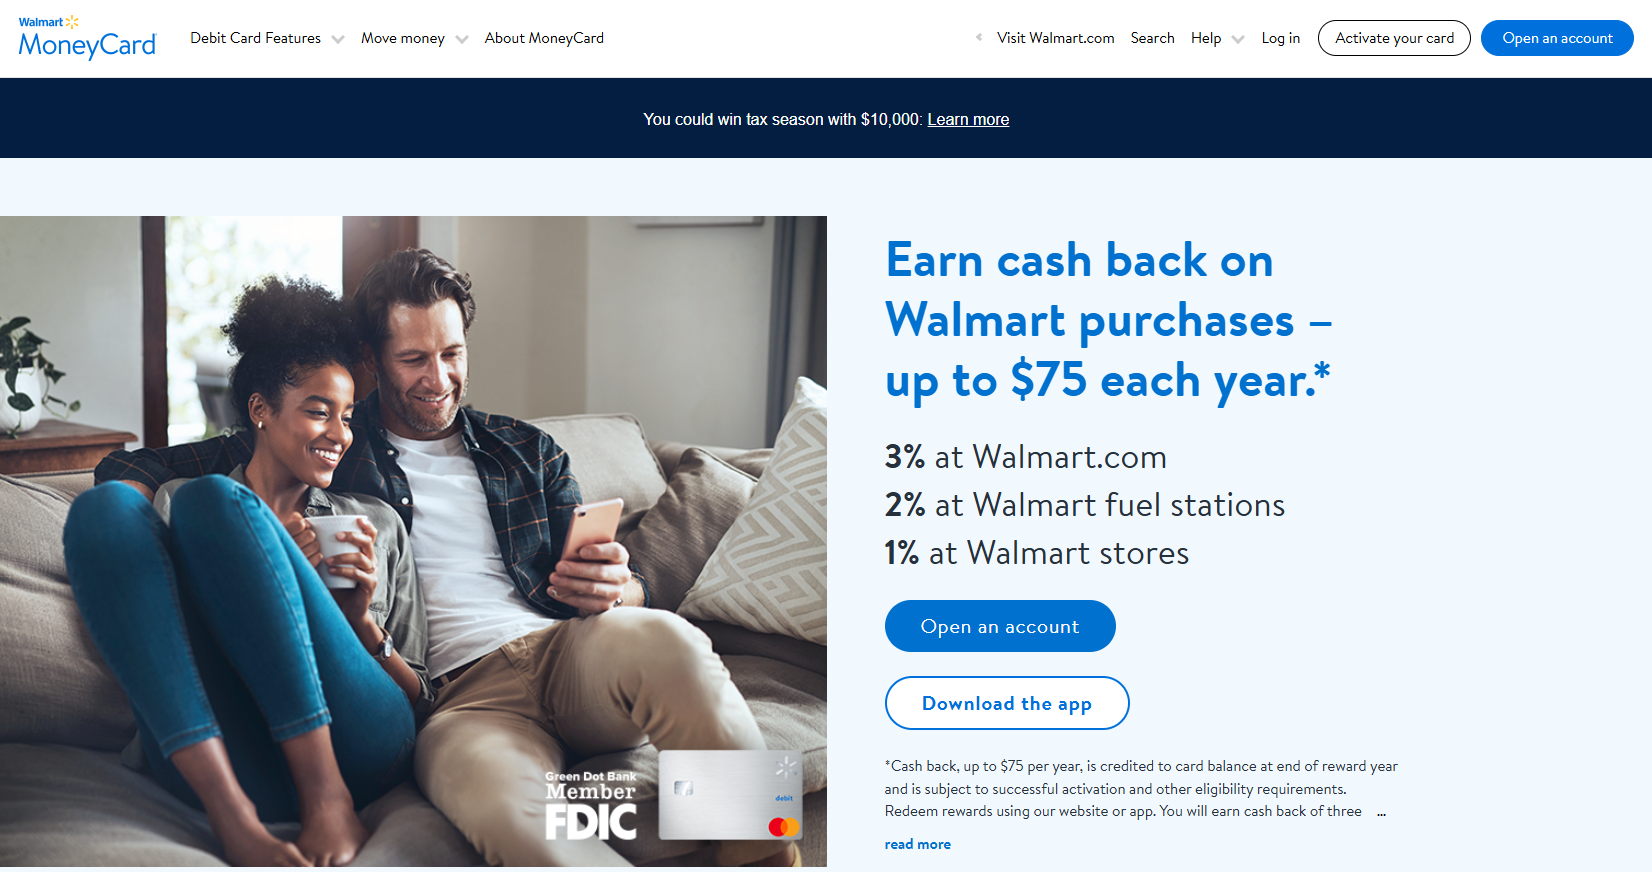 Walmart
MoneyCard
Debit Card Features
Move money
About MoneyCard
Visit Walmart.com
Search
Help
Log in
Activate your card
Open an account
You could win tax season with $10,000: Learn more
Earn cash back on
Walmart purchases –
up to $75 each year.*
3% at Walmart.com
2% at Walmart fuel stations
1% at Walmart stores
Open an account
Download the app
*Cash back, up to $75 per year, is credited to card balance at end of reward year
and is subject to successful activation and other eligibility requirements.
Redeem rewards using our website or app. You will earn cash back of three ...
read more
Green Dot Bank
Member
FDIC
debit